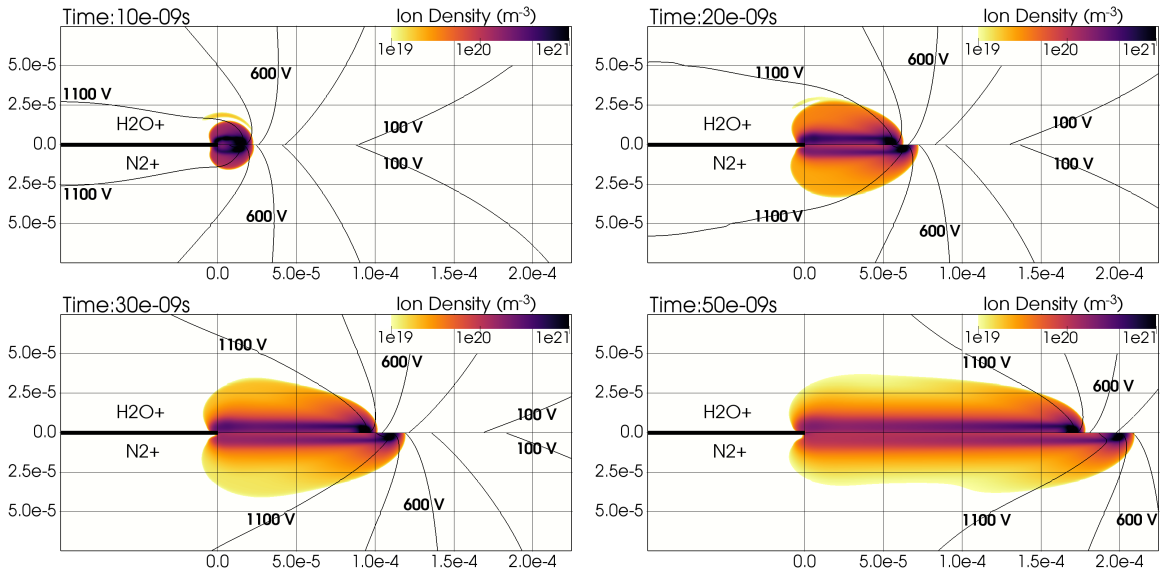 Time:10e-09s
Ion Density (m-3)
1e19 1e20 1e21
5.0e-5
600 V
1100 V
2.5e-5
H2O+
100 V
0.0
N2+
100 V
2.5e-5
1100 V
600 V
5.0e-5
0.0 5.0e-5 1.0e-4 1.5e-4 2.0e-4
Time:20e-09s
Ion Density (m-3)
1e19 1e20 1e21
5.0e-5
600 V
1100 V
2.5e-5
H2O+
100 V
0.0
N2+
100 V
2.5e-5
1100 V
600 V
5.0e-5
0.0 5.0e-5 1.0e-4 1.5e-4 2.0e-4
Time:30e-09s
Ion Density (m-3)
1e19 1e20 1e21
5.0e-5
1100 V
600 V
2.5e-5
H2O+
100 V
0.0
N2+
100 V
2.5e-5
1100 V
600 V
5.0e-5
0.0 5.0e-5 1.0e-4 1.5e-4 2.0e-4
Time:50e-09s
Ion Density (m-3)
1e19 1e20 1e21
5.0e-5
1100 V
600 V
2.5e-5
H2O+
0.0
N2+
2.5e-5
5.0e-5
1100 V
600 V
0.0 5.0e-5 1.0e-4 1.5e-4 2.0e-4